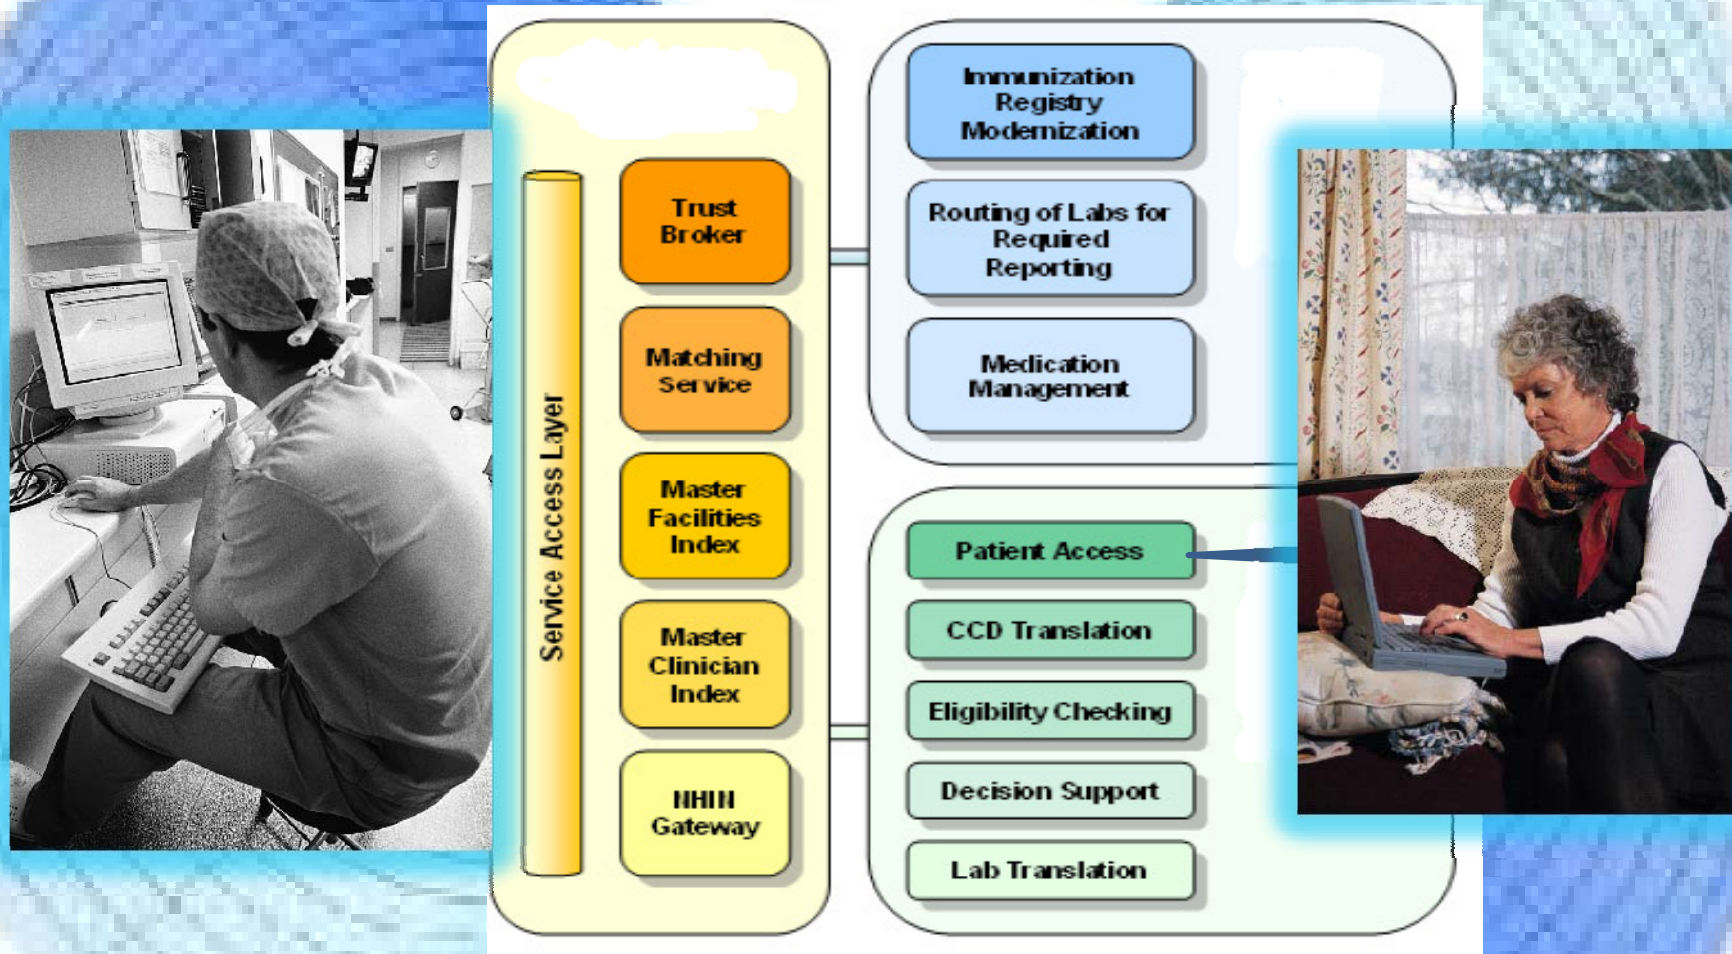 Service Access Layer
Trust
Broker
Matching
Service
Master
Facilities
Index
Master
Clinician
Index
NHIN
Gateway
Immunization
Registry
Modernization
Routing of Labs for
Required
Reporting
Medication
Management
Patient Access
CCD Translation
Eligibility Checking
Decision Support
Lab Translation